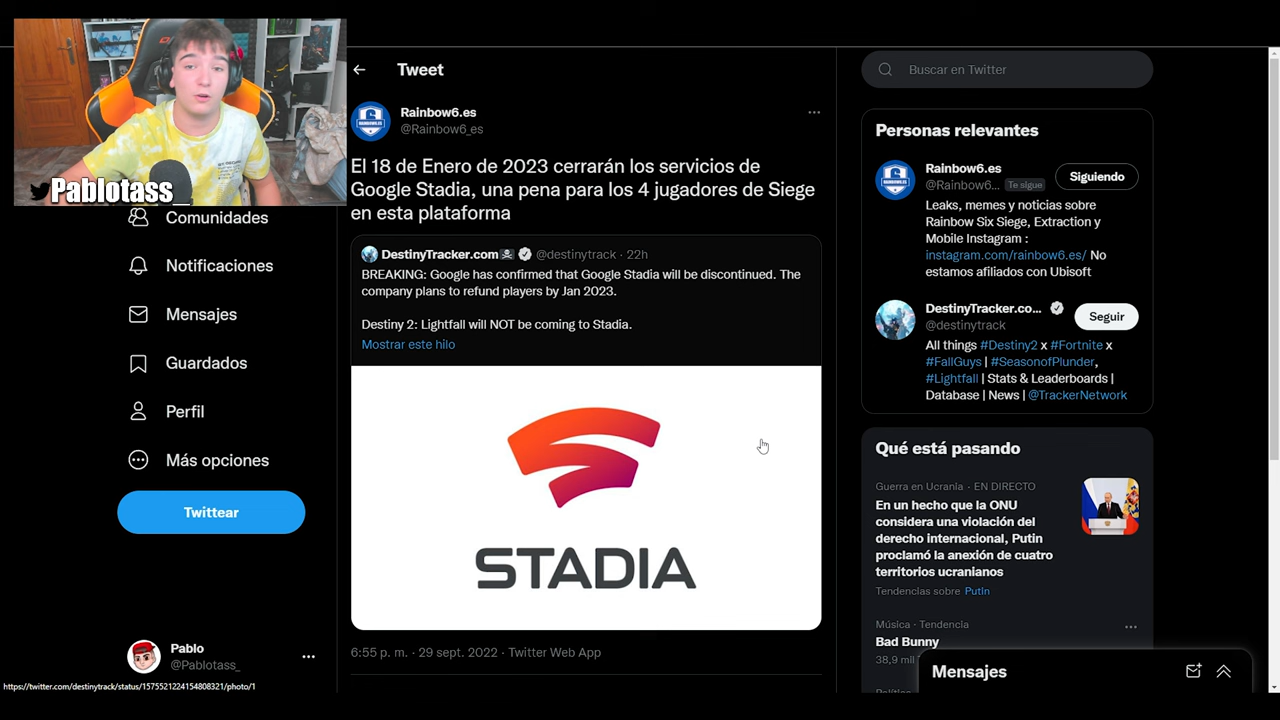 Pablotass_
Comunidades
Notificaciones
Mensajes
Guardados
Perfil
Más opciones
Twittear
Pablo
@Pablotass_
https://twitter.com/destinytrack/status/1575521224154808321/photo/1
Tweet
Rainbow6.es
@Rainbow6_es
El 18 de Enero de 2023 cerrarán los servicios de
Google Stadia, una pena para los 4 jugadores de Siege
en esta plataforma
DestinyTracker.com @destinytrack · 22h
BREAKING: Google has confirmed that Google Stadia will be discontinued. The
company plans to refund players by Jan 2023.
Destiny 2: Lightfall will NOT be coming to Stadia.
Mostrar este hilo
STADIA
6:55 p. m. · 29 sept. 2022 · Twitter Web App
Buscar en Twitter
Personas relevantes
Rainbow6.es
@Rainbow6... Te sigue
Siguiendo
Leaks, memes y noticias sobre
Rainbow Six Siege, Extraction y
Mobile Instagram :
instagram.com/rainbow6.es/ No
estamos afiliados con Ubisoft
DestinyTracker.co...
@destinytrack
Seguir
All things #Destiny2 x #Fortnite x
#FallGuys | #SeasonofPlunder,
#Lightfall | Stats & Leaderboards |
Database | News | @TrackerNetwork
Qué está pasando
Guerra en Ucrania · EN DIRECTO
En un hecho que la ONU
considera una violación del
derecho internacional, Putin
proclamó la anexión de cuatro
territorios ucranianos
Tendencias sobre Putin
Música · Tendencia
Bad Bunny
38,9 mil
Mensajes